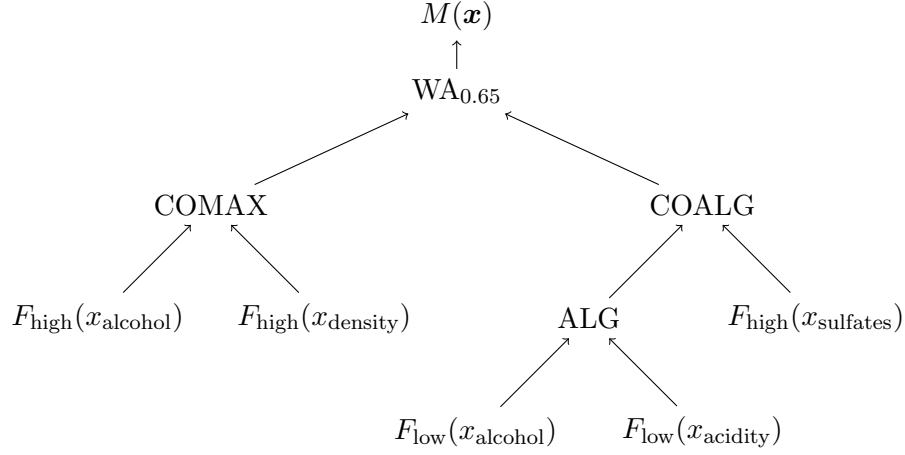 M(x)
WA0.65
COMAX COALG
Fhigh(xalcohol) Fhigh(xdensity) ALG Fhigh(xsulfates)
Flow(xalcohol) Flow(xacidity)